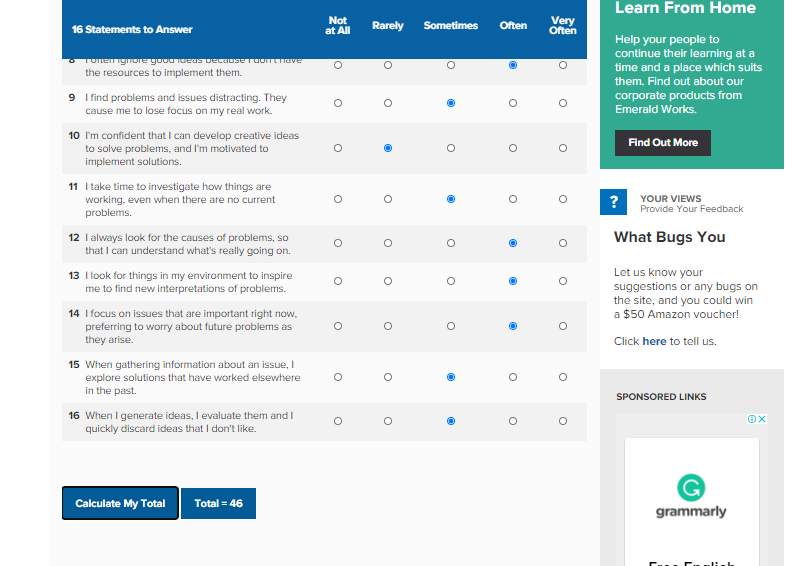 16 Statements to Answer
Not
at All
Rarely
Sometimes
Often
Very
Often
8 I often ignore good ideas because I don't have
the resources to implement them.
9 I find problems and issues distracting. They
cause me to lose focus on my real work.
10 I'm confident that I can develop creative ideas
to solve problems, and I'm motivated to
implement solutions.
11 I take time to investigate how things are
working, even when there are no current
problems.
12 I always look for the causes of problems, so
that I can understand what's really going on.
13 I look for things in my environment to inspire
me to find new interpretations of problems.
14 I focus on issues that are important right now,
preferring to worry about future problems as
they arise.
15 When gathering information about an issue, I
explore solutions that have worked elsewhere
in the past.
16 When I generate ideas, I evaluate them and I
quickly discard ideas that I don't like.
Calculate My Total
Total = 46
Learn From Home
Help your people to
continue their learning at a
time and a place which suits
them. Find out about our
corporate products from
Emerald Works.
Find Out More
?
YOUR VIEWS
Provide Your Feedback
What Bugs You
Let us know your
suggestions or any bugs on
the site, and you could win
a $50 Amazon voucher!
Click here to tell us.
SPONSORED LINKS
grammarly
Free English